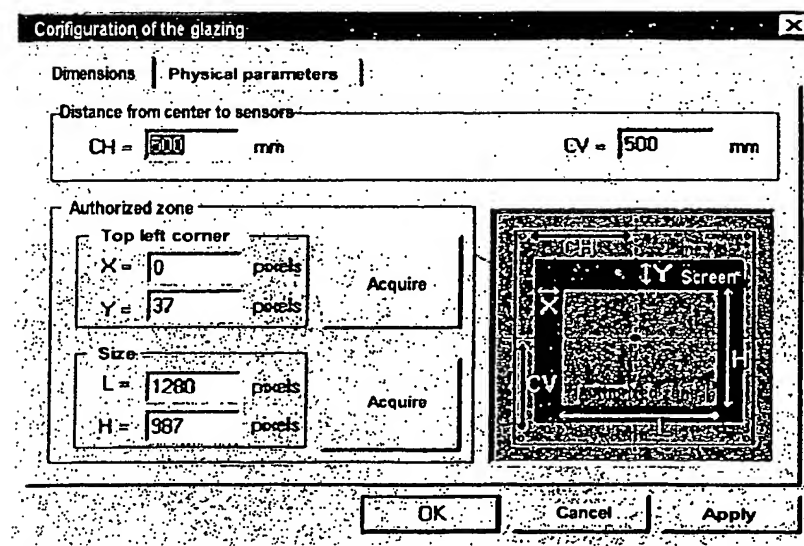 Configuration of the glazing
Dimensions Physical parameters
Distance from center to sensors
CH = 500 mm CV = 500 mm
Authorized zone
Top left corner
X = 0 pixels
Y = 37 pixels
Acquire
Size
L = 1280 pixels
H = 987 pixels
Acquire
CH
Y Screen
X
CV
H
L
OK Cancel Apply